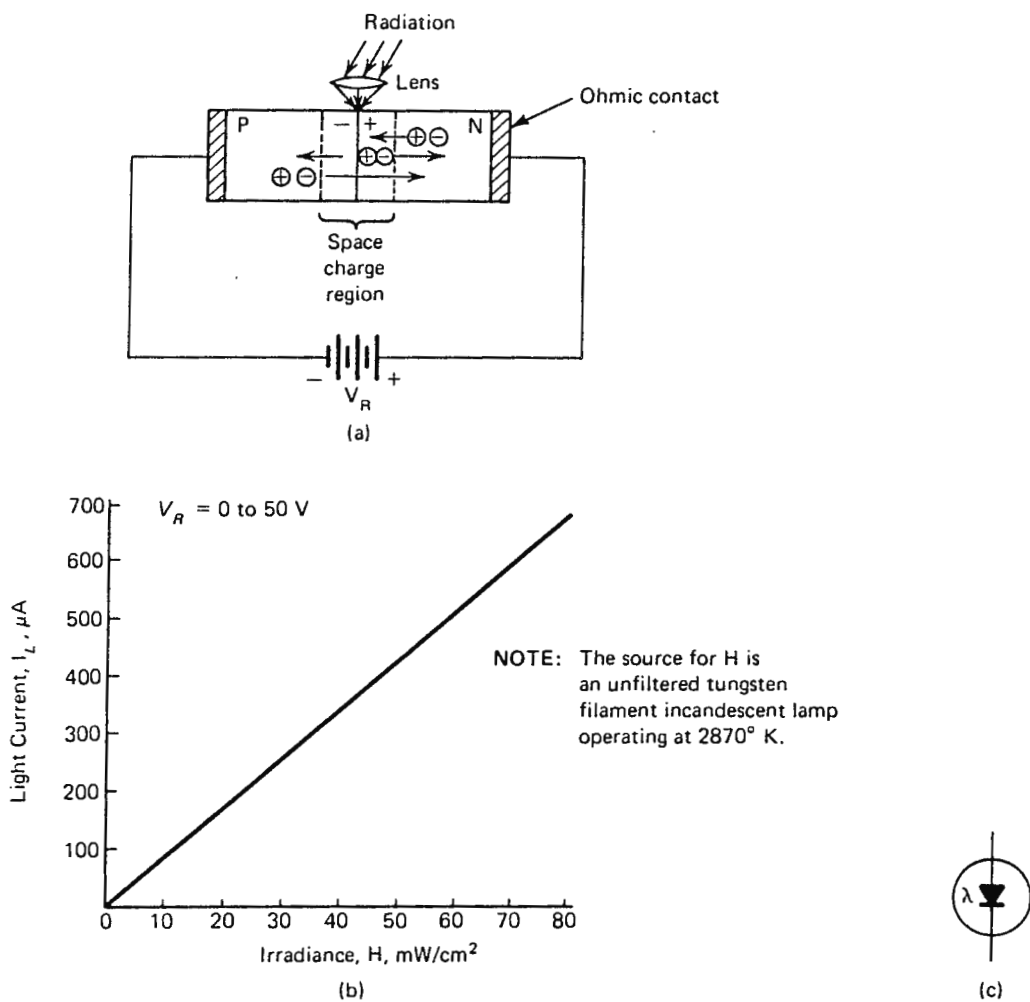 Radiation
Lens
Ohmic contact
P
− +
N
⊕ ⊖
⊕ ⊖
⊕ ⊖
Space
charge
region
− +
V_R
(a)
V_R = 0 to 50 V
700
600
500
400
300
200
100
Light Current, I_L, μA
0 10 20 30 40 50 60 70 80
Irradiance, H, mW/cm²
(b)
NOTE: The source for H is
an unfiltered tungsten
filament incandescent lamp
operating at 2870° K.
λ
(c)